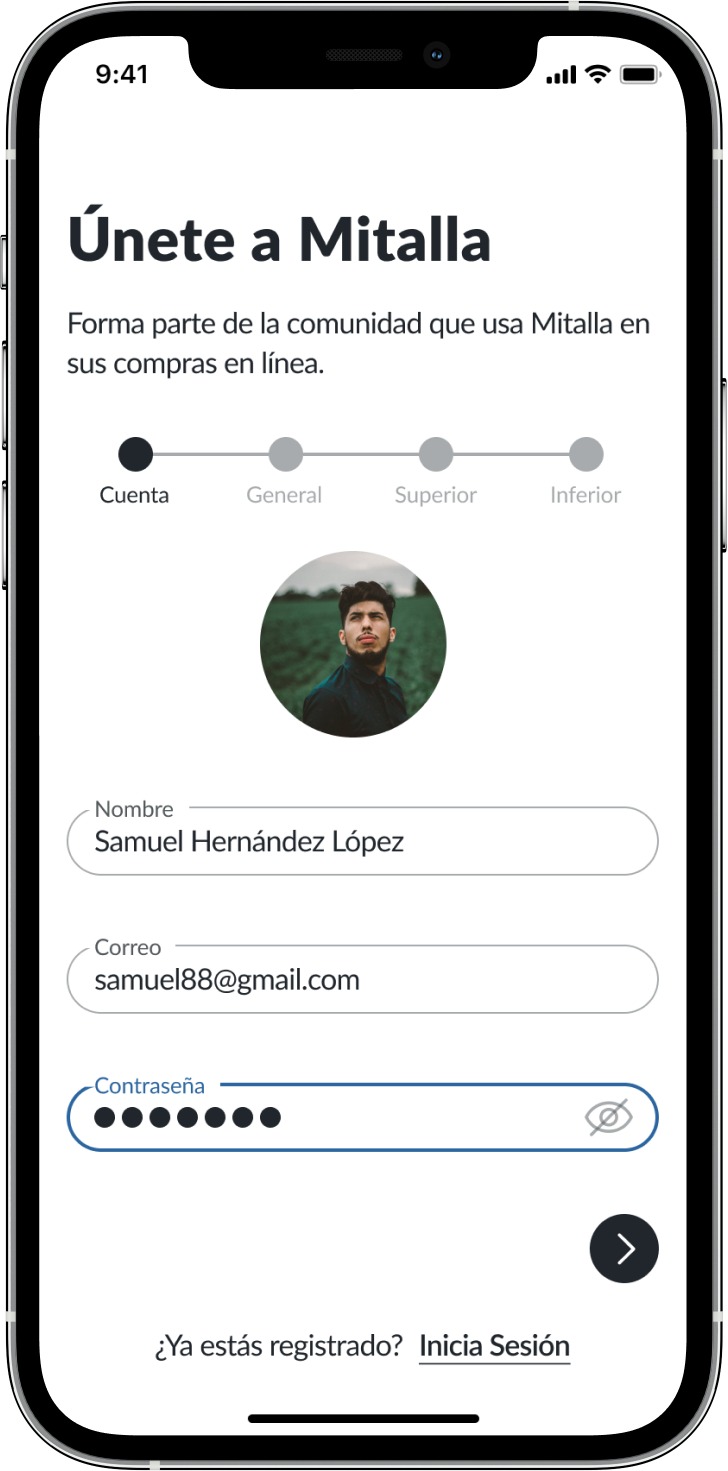 9:41
Únete a Mitalla
Forma parte de la comunidad que usa Mitalla en
sus compras en línea.
Cuenta General Superior Inferior
Nombre
Samuel Hernández López
Correo
samuel88@gmail.com
Contraseña
●●●●●●●
¿Ya estás registrado? Inicia Sesión